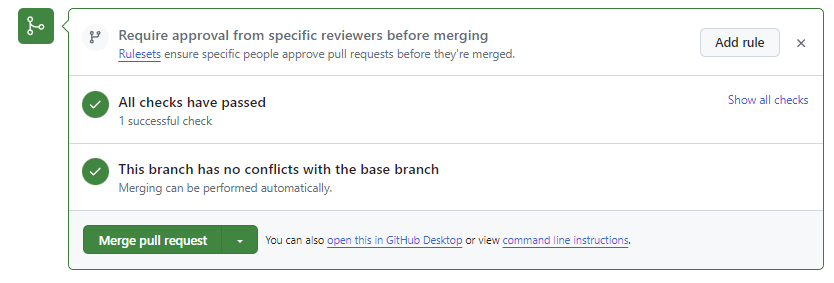 Require approval from specific reviewers before merging
Rulesets ensure specific people approve pull requests before they're merged.
Add rule
All checks have passed
1 successful check
Show all checks
This branch has no conflicts with the base branch
Merging can be performed automatically.
Merge pull request
You can also open this in GitHub Desktop or view command line instructions.